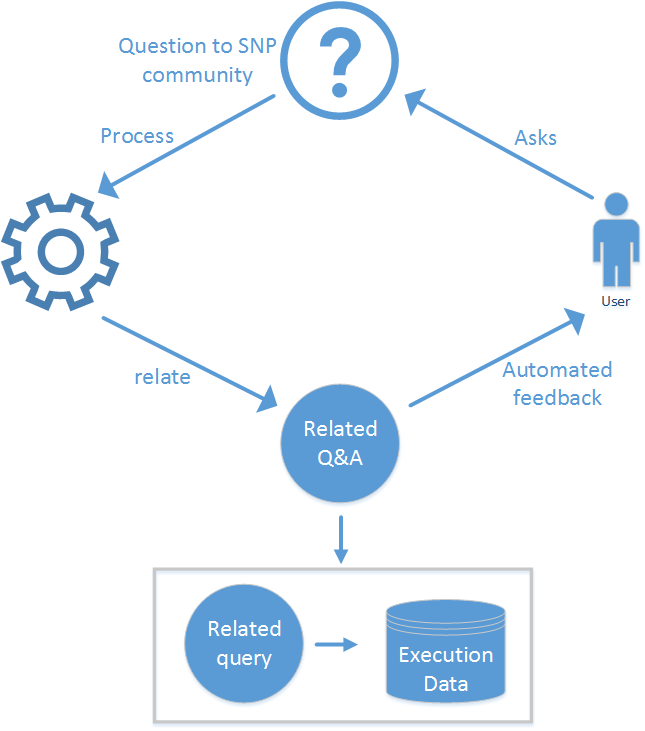 Question to SNP
community
?
Process
Asks
User
relate
Automated
feedback
Related
Q&A
Related
query
Execution
Data